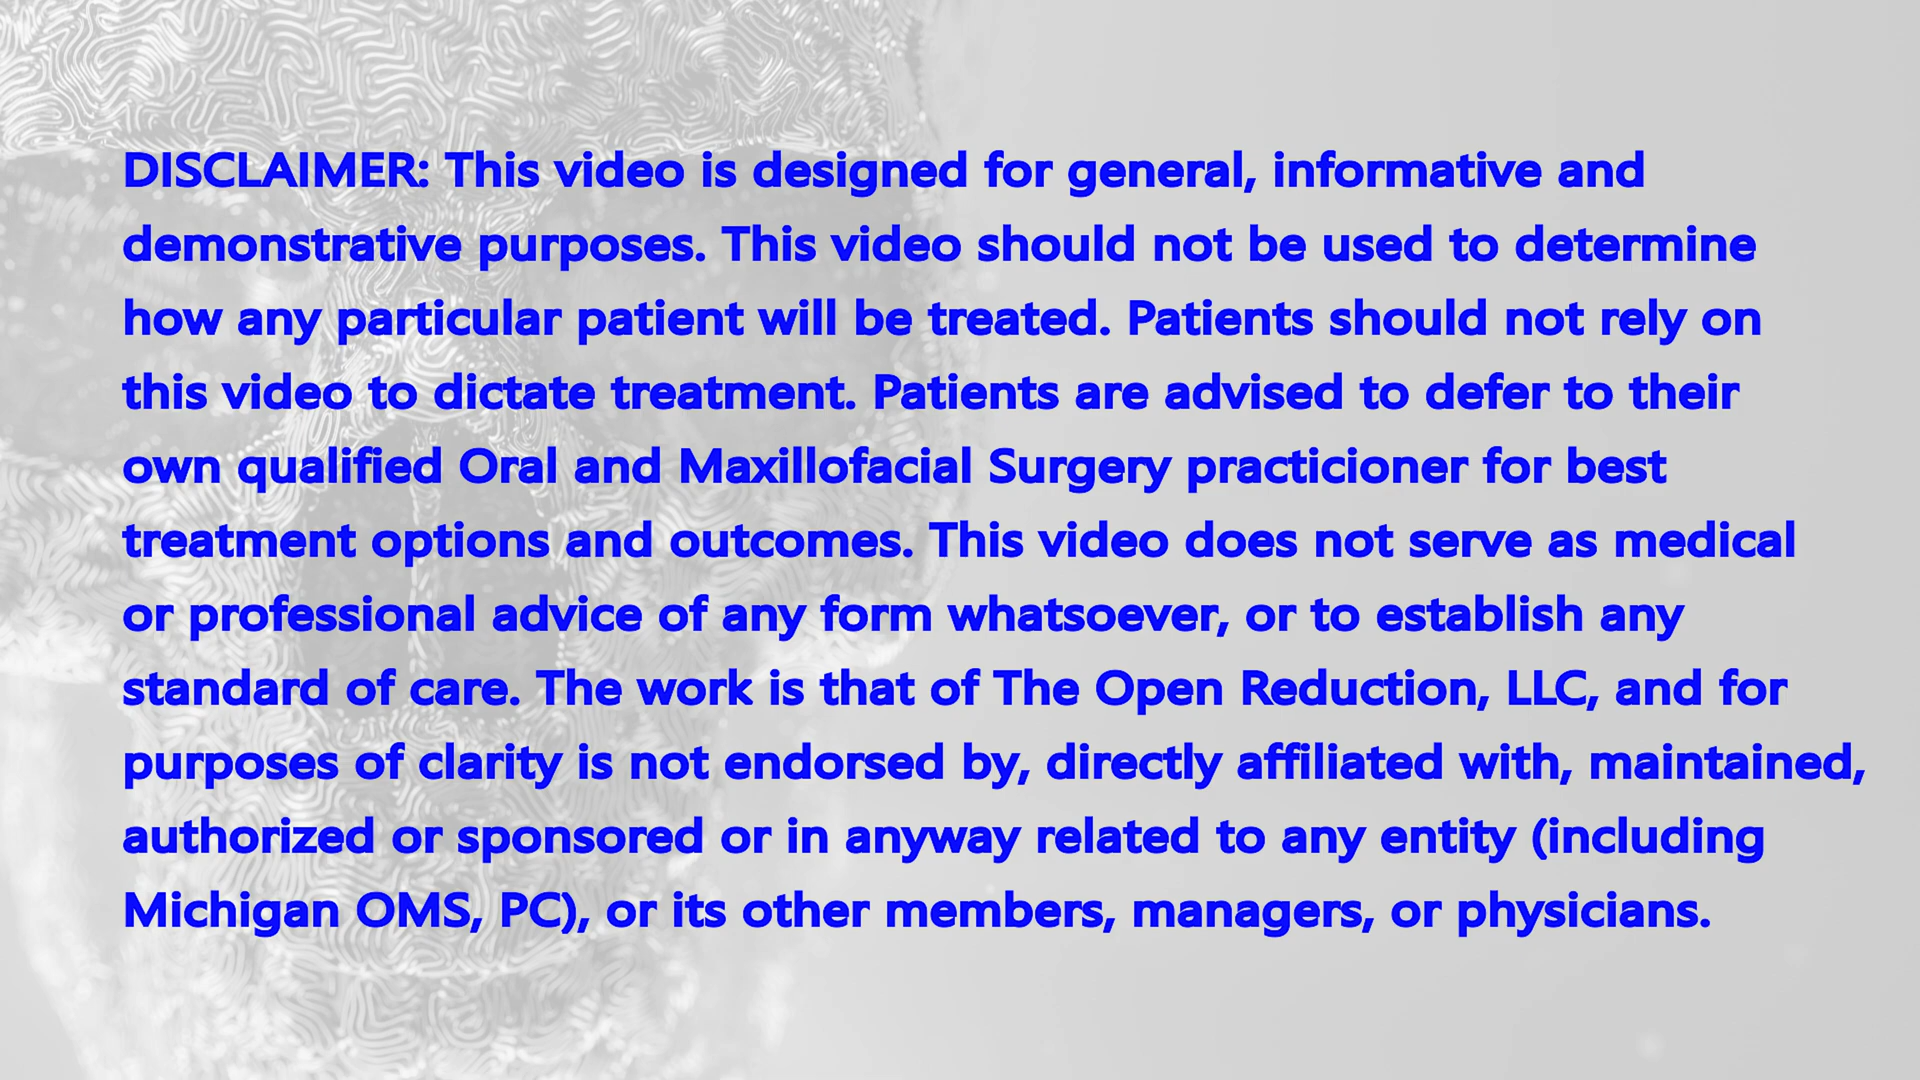 DISCLAIMER: This video is designed for general, informative and
demonstrative purposes. This video should not be used to determine
how any particular patient will be treated. Patients should not rely on
this video to dictate treatment. Patients are advised to defer to their
own qualified Oral and Maxillofacial Surgery practicioner for best
treatment options and outcomes. This video does not serve as medical
or professional advice of any form whatsoever, or to establish any
standard of care. The work is that of The Open Reduction, LLC, and for
purposes of clarity is not endorsed by, directly affiliated with, maintained,
authorized or sponsored or in anyway related to any entity (including
Michigan OMS, PC), or its other members, managers, or physicians.